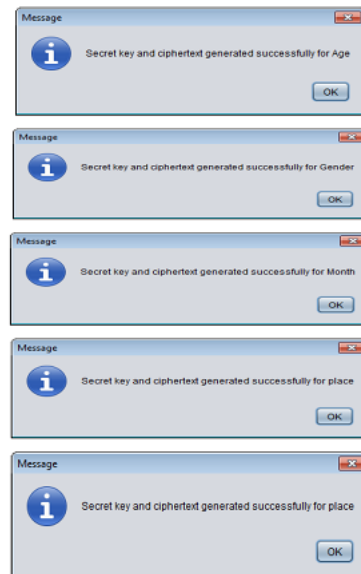 Message
Secret key and ciphertext generated successfully for Age
OK
Message
Secret key and ciphertext generated successfully for Gender
OK
Message
Secret key and ciphertext generated successfully for Month
OK
Message
Secret key and ciphertext generated successfully for place
OK
Message
Secret key and ciphertext generated successfully for place
OK